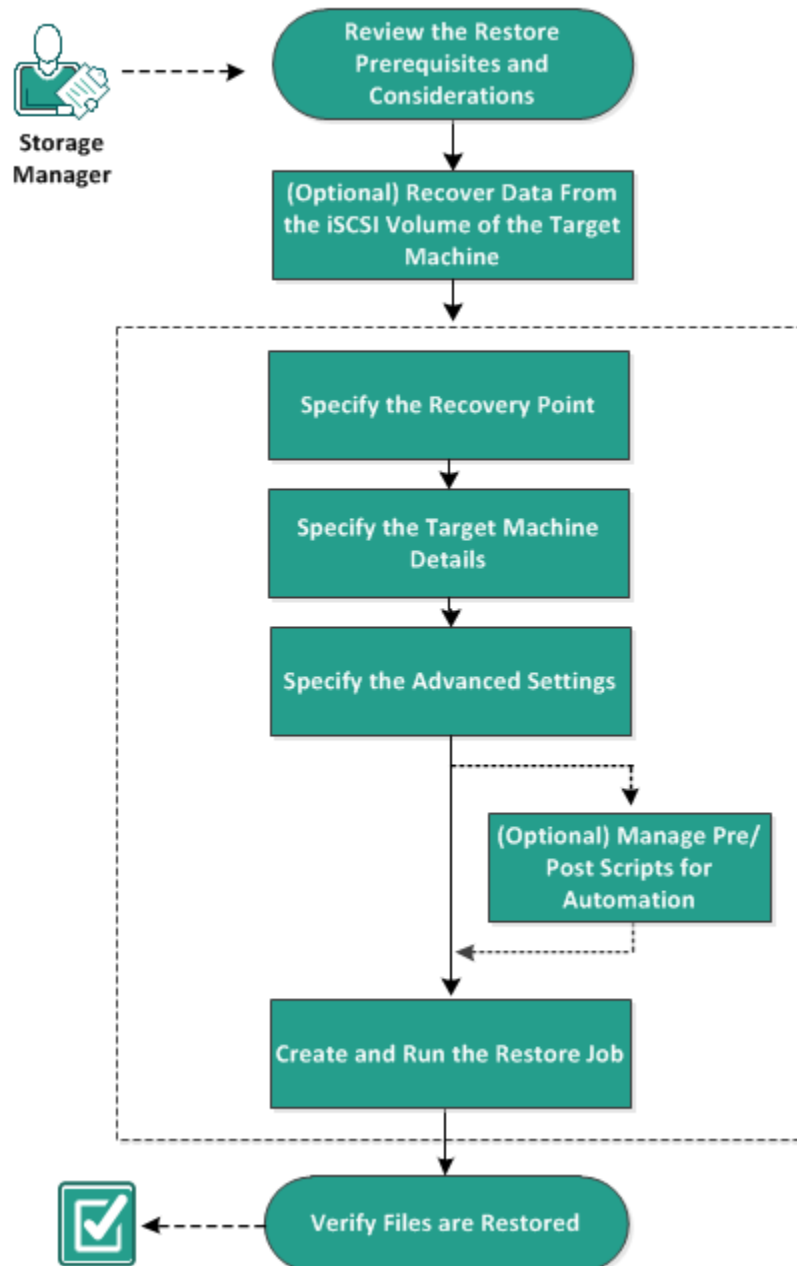 Review the Restore
Prerequisites and
Considerations
Storage
Manager
(Optional) Recover Data From
the iSCSI Volume of the Target
Machine
Specify the Recovery Point
Specify the Target Machine
Details
Specify the Advanced Settings
(Optional) Manage Pre/
Post Scripts for
Automation
Create and Run the Restore Job
Verify Files are Restored